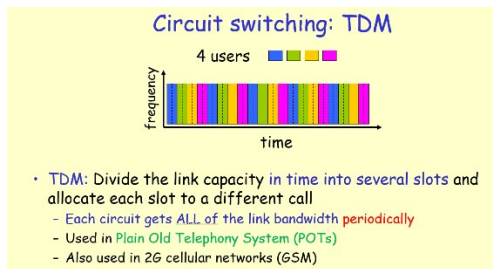 Circuit switching: TDM
4 users
frequency
time
• TDM: Divide the link capacity in time into several slots and
allocate each slot to a different call
– Each circuit gets ALL of the link bandwidth periodically
– Used in Plain Old Telephony System (POTs)
– Also used in 2G cellular networks (GSM)